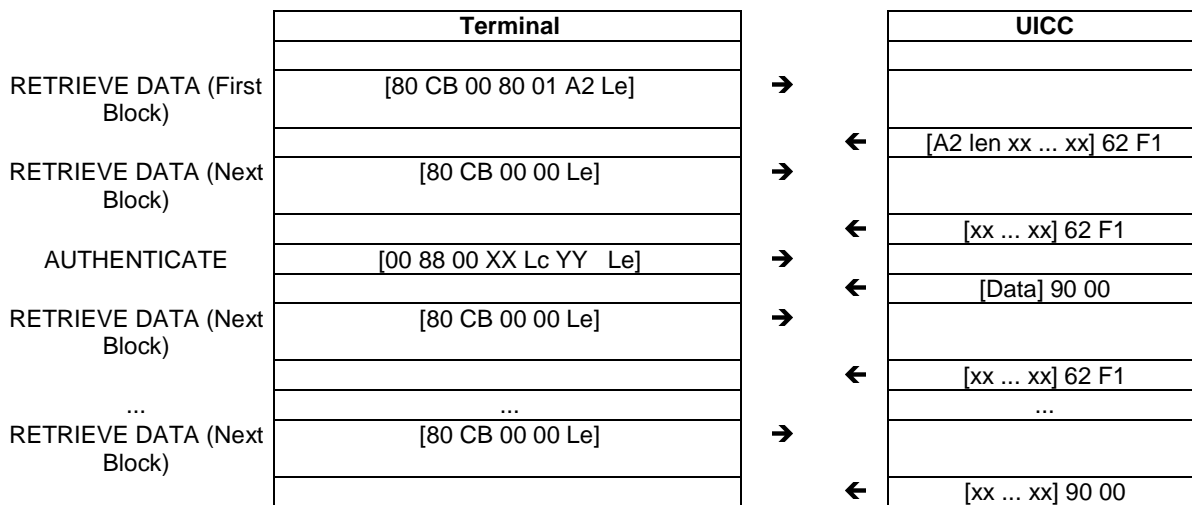 Terminal UICC
RETRIEVE DATA (First [80 CB 00 80 01 A2 Le] ➔
Block)
🡰 [A2 len xx ... xx] 62 F1
RETRIEVE DATA (Next [80 CB 00 00 Le] ➔
Block)
🡰 [xx ... xx] 62 F1
AUTHENTICATE [00 88 00 XX Lc YY Le] ➔
🡰 [Data] 90 00
RETRIEVE DATA (Next [80 CB 00 00 Le] ➔
Block)
🡰 [xx ... xx] 62 F1
... ... ...
RETRIEVE DATA (Next [80 CB 00 00 Le] ➔
Block)
🡰 [xx ... xx] 90 00